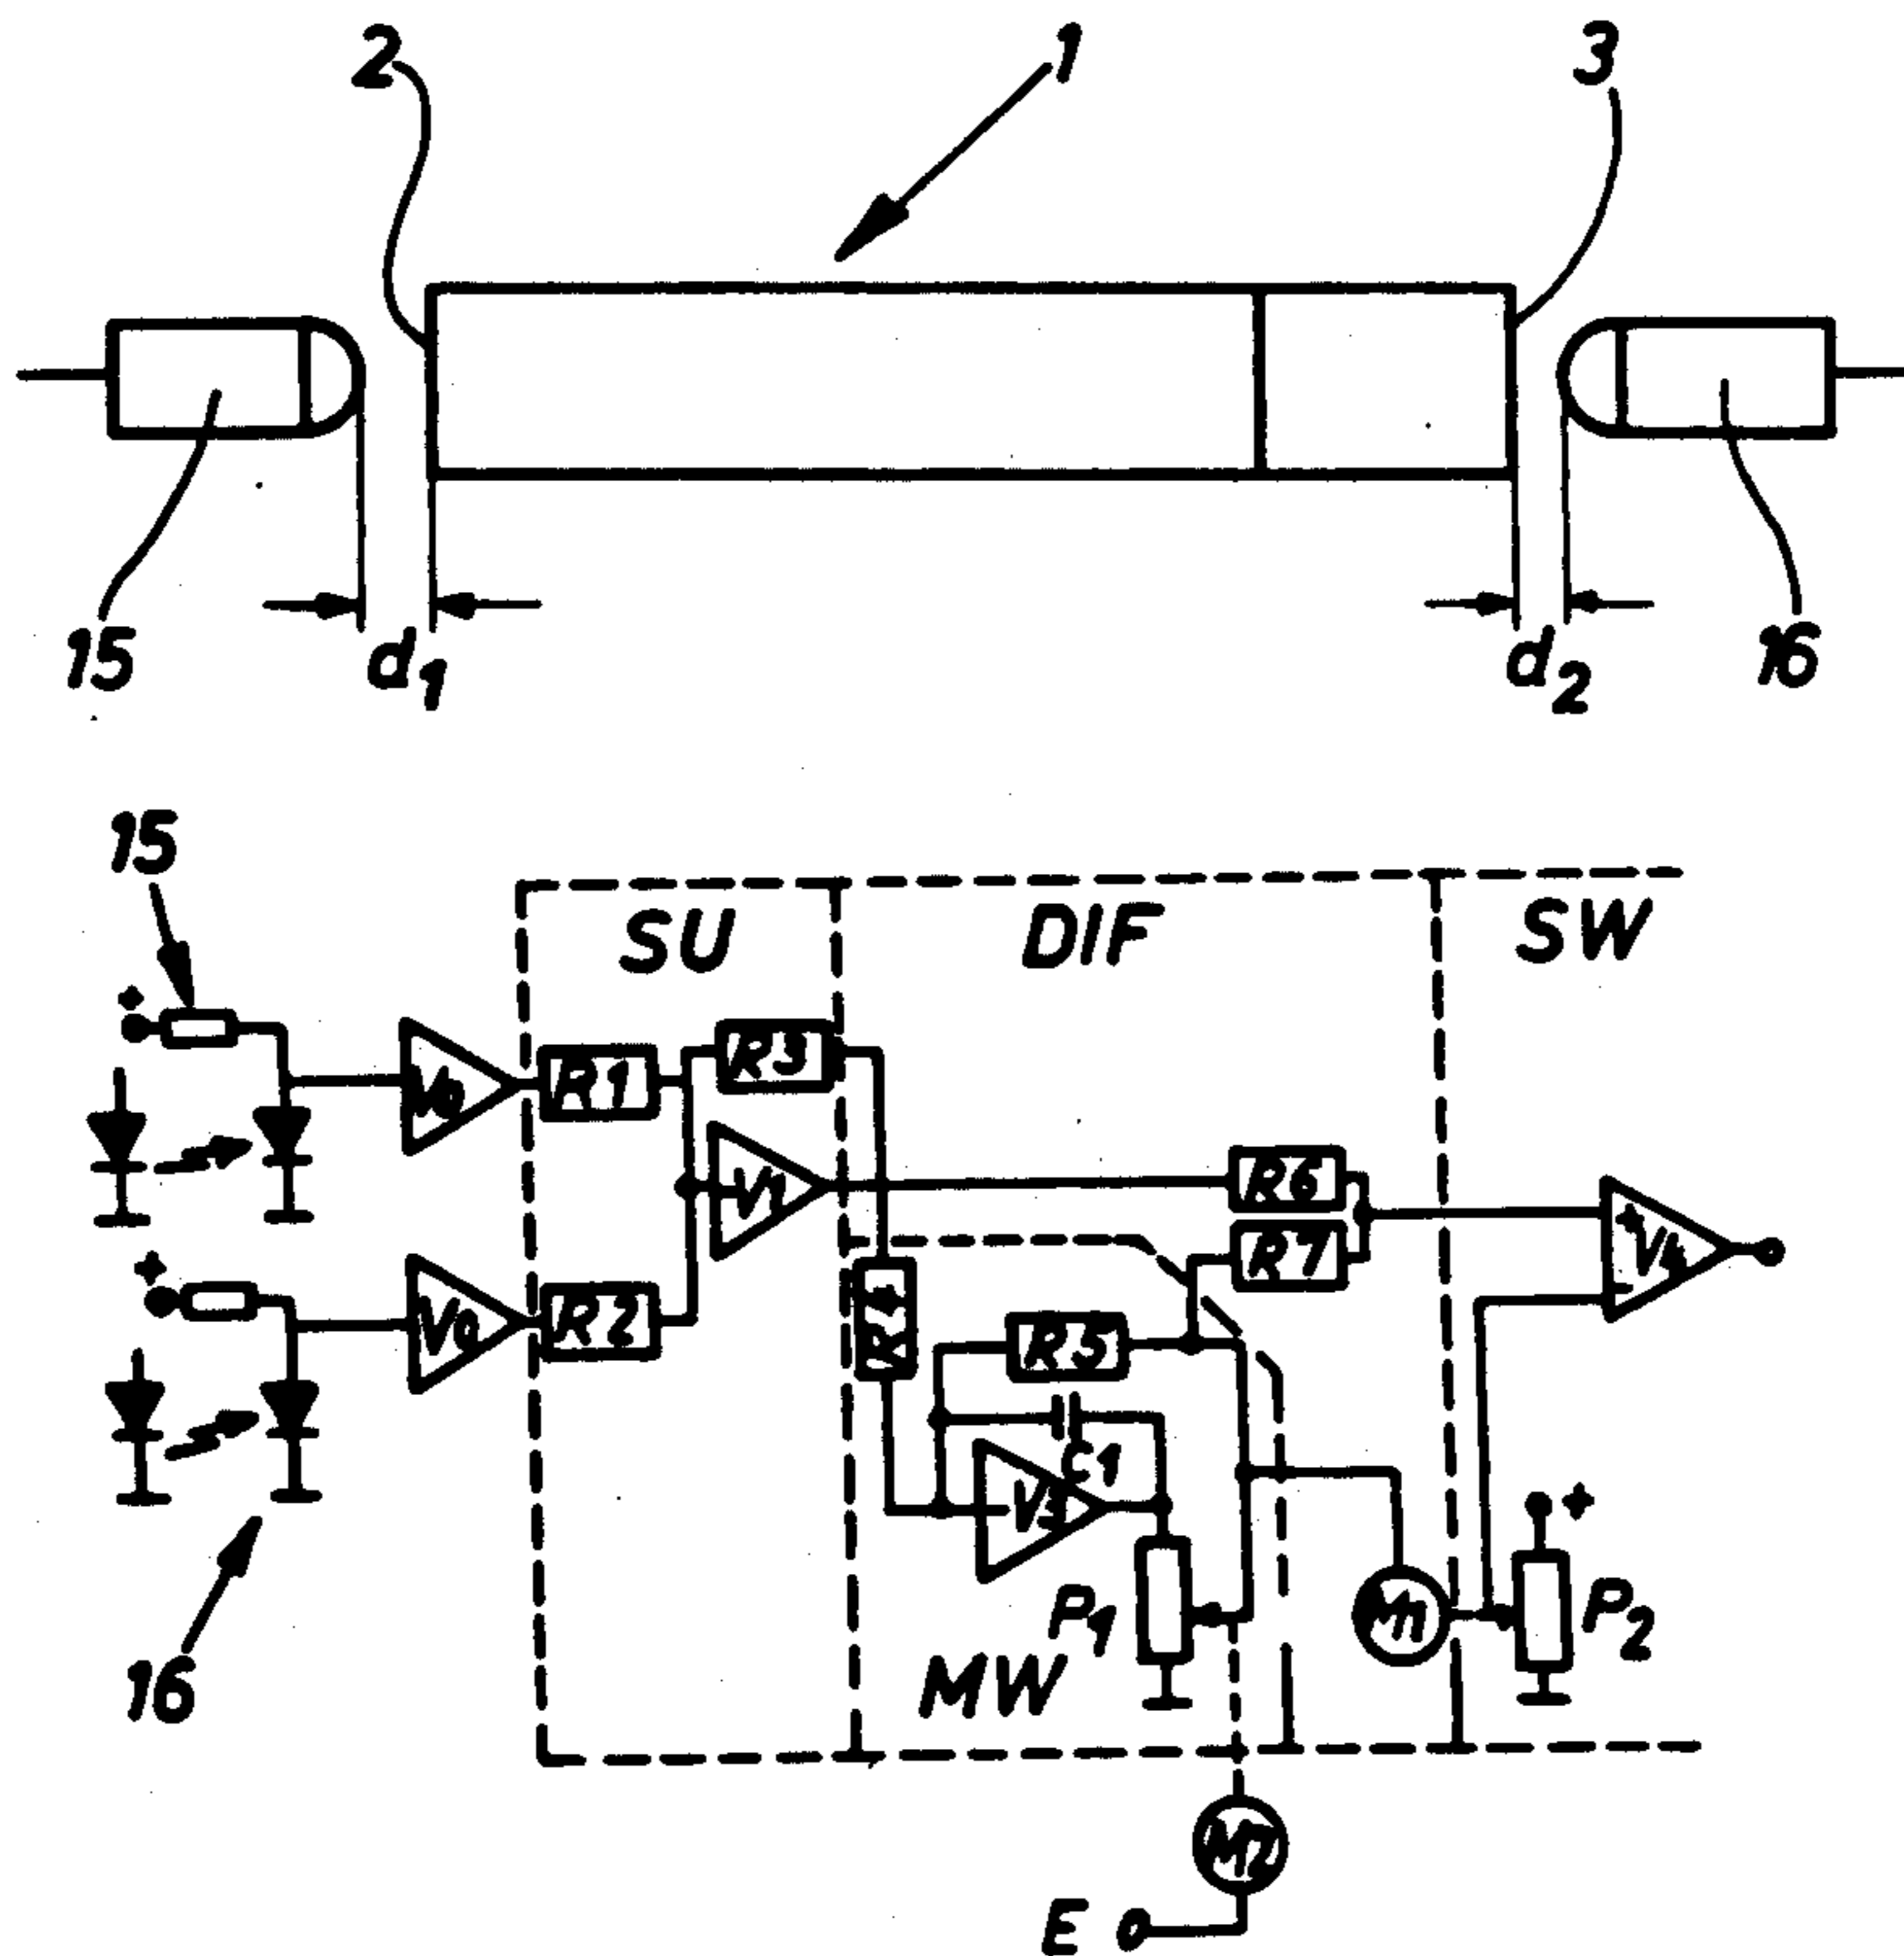 2 1 3
15 d1 d2 16
15
SU DIF SW
R3
V0 R1
V1
R6
R7 V4
V0 R2
R4
R5
C1
V3
P1 M1 P2
16 MW
M2
E